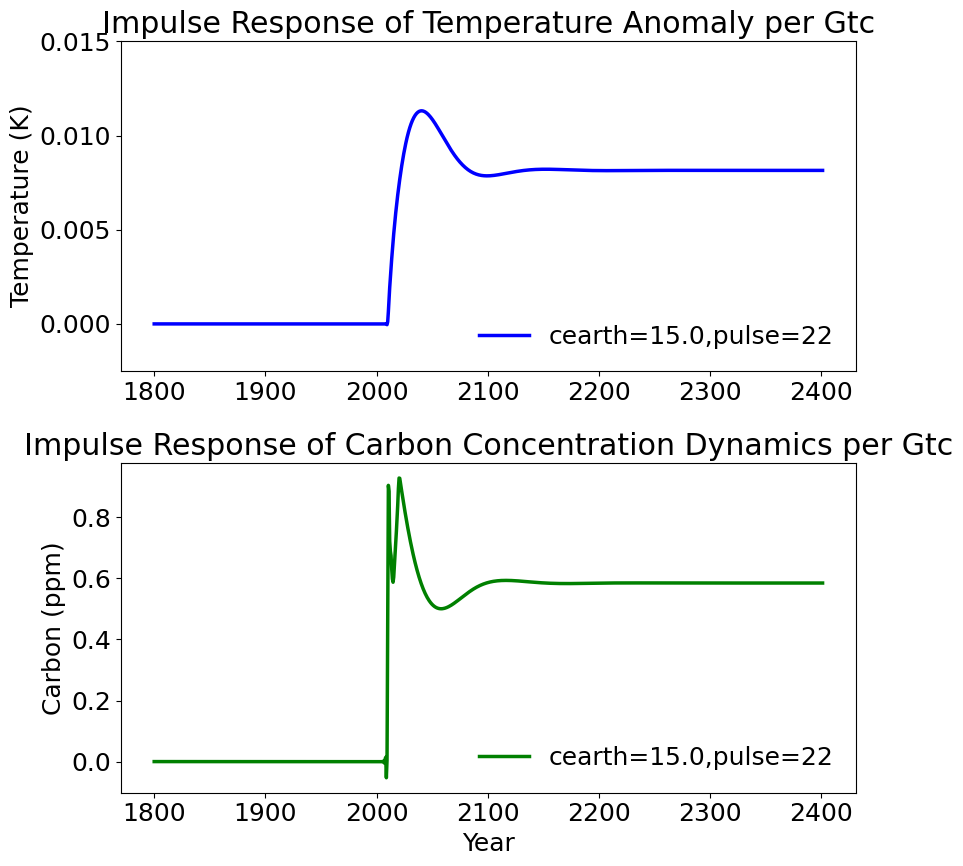 Impulse Response of Temperature Anomaly per Gtc
0.015
0.010
0.005
0.000
Temperature (K)
cearth=15.0,pulse=22
1800 1900 2000 2100 2200 2300 2400
Impulse Response of Carbon Concentration Dynamics per Gtc
0.8
0.6
0.4
0.2
0.0
Carbon (ppm)
cearth=15.0,pulse=22
1800 1900 2000 2100 2200 2300 2400
Year